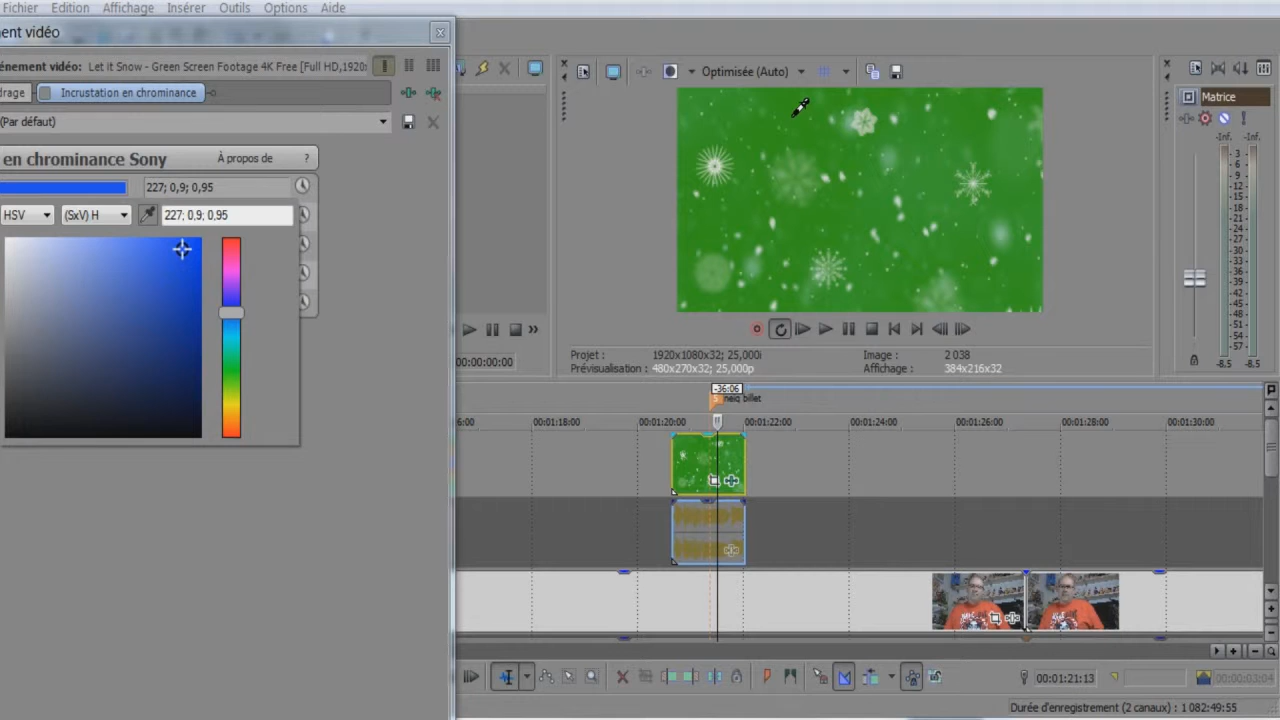 Fichier Edition Affichage Insérer Outils Options Aide
ent vidéo
énement vidéo: Let it Snow - Green Screen Footage 4K Free [Full HD,1920
drage Incrustation en chrominance
(Par défaut)
en chrominance Sony À propos de ?
227; 0,9; 0,95
HSV (SxV) H 227; 0,9; 0,95
Optimisée (Auto)
Matrice
-Inf. -Inf.
3
6
9
12
15
18
21
24
27
30
33
36
39
42
45
48
51
54
57
-8.5 -8.5
00:00:00:00
Projet : 1920x1080x32; 25,000i Image : 2 038
Prévisualisation : 480x270x32; 25,000p Affichage : 384x216x32
-36:06
S neiq billet
6:00 00:01:18:00 00:01:20:00 00:01:22:00 00:01:24:00 00:01:26:00 00:01:28:00 00:01:30:00
00:01:21:13 00:00:03:04
Durée d'enregistrement (2 canaux) : 1 082:49:55